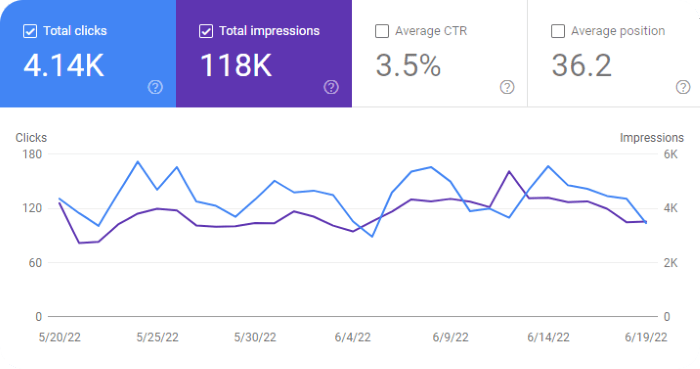 Total clicks
4.14K
Total impressions
118K
Average CTR
3.5%
Average position
36.2
Clicks
Impressions
180
6K
120
4K
60
2K
0
0
5/20/22 5/25/22 5/30/22 6/4/22 6/9/22 6/14/22 6/19/22